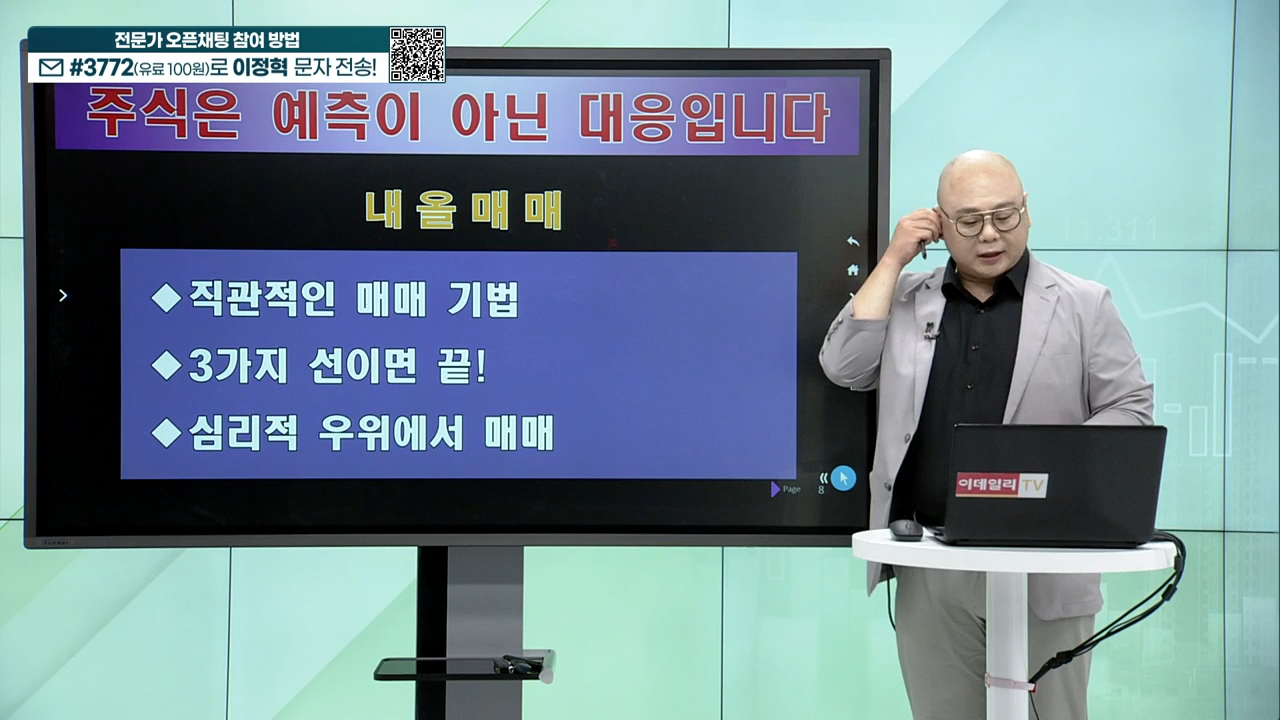 전문가 오픈채팅 참여 방법
#3772(유료 100원)로 이정혁 문자 전송!
주식은 예측이 아닌 대응입니다
내올매매
◆직관적인 매매 기법
◆3가지 선이면 끝!
◆심리적 우위에서 매매
Page 8
이데일리TV
11.311